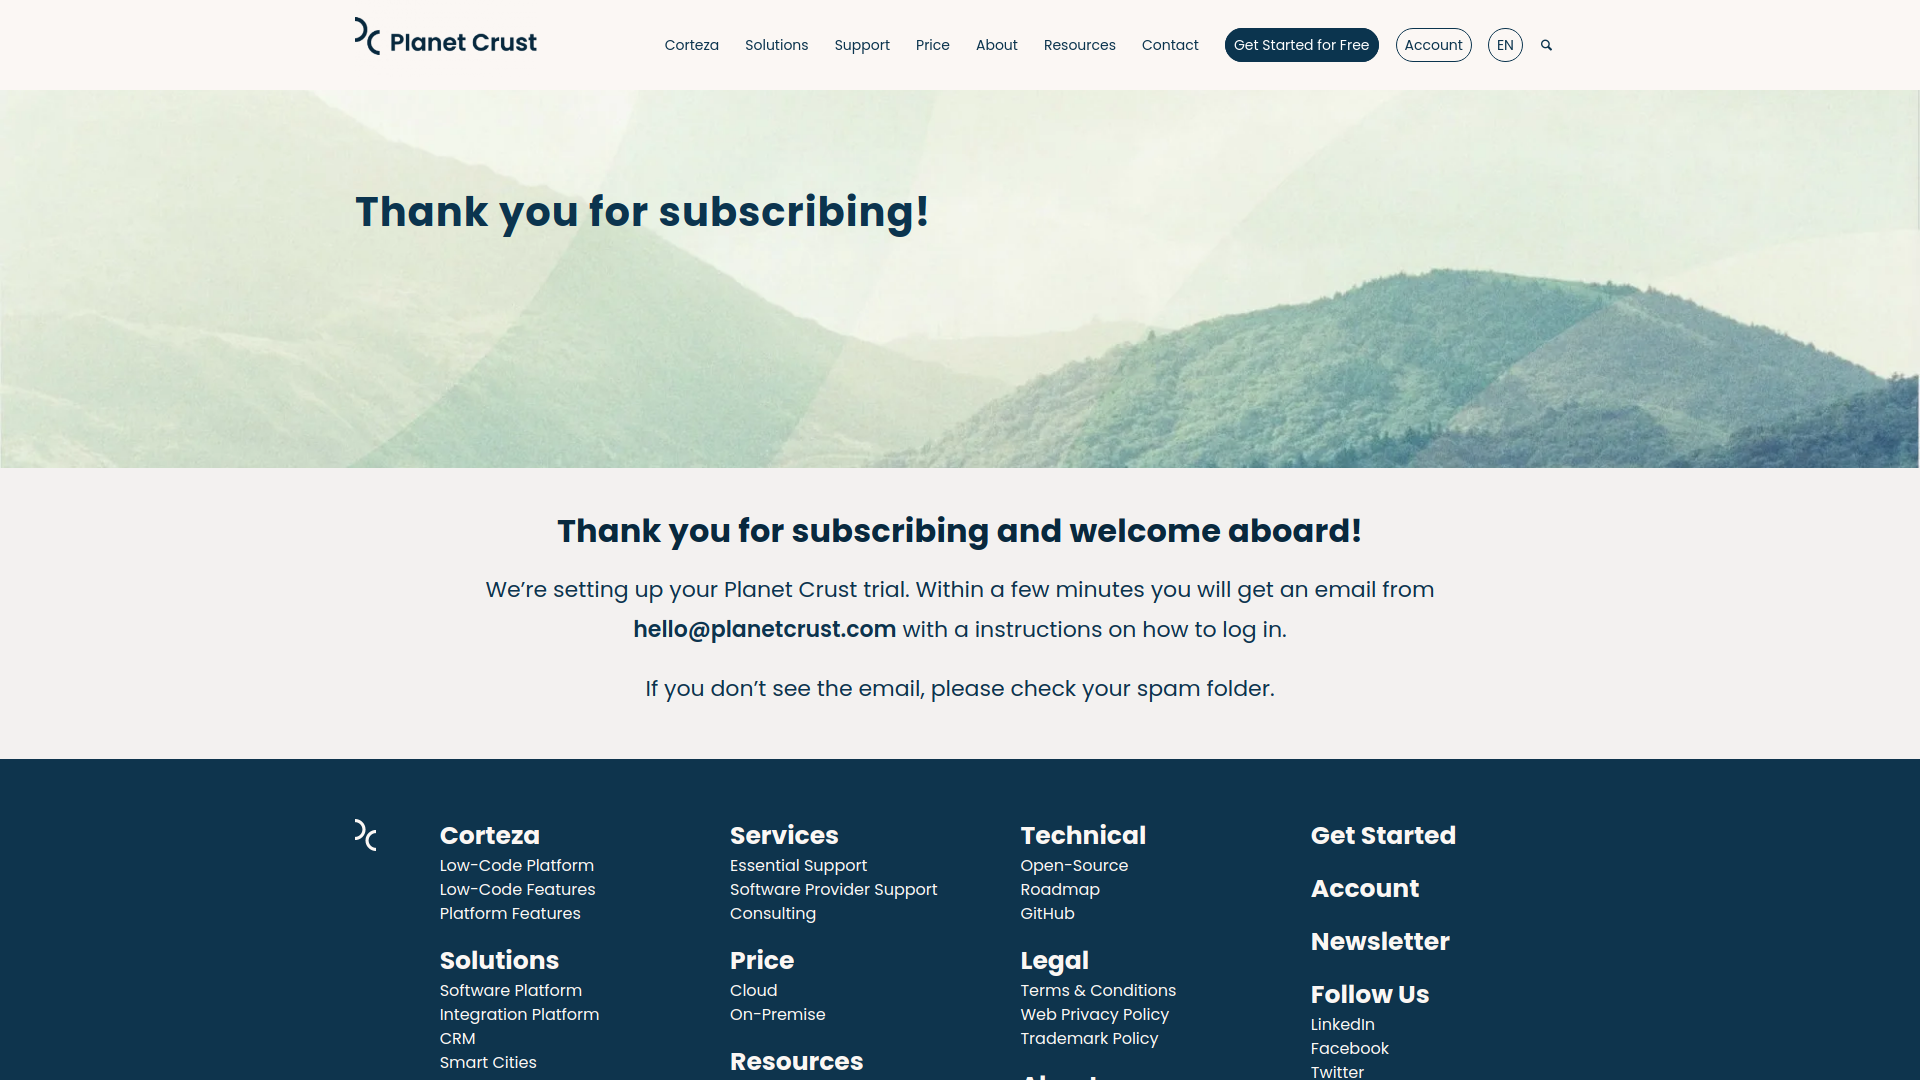 Planet Crust
Corteza
Solutions
Support
Price
About
Resources
Contact
Get Started for Free
Account
EN
Thank you for subscribing!
Thank you for subscribing and welcome aboard!
We’re setting up your Planet Crust trial. Within a few minutes you will get an email from
hello@planetcrust.com with a instructions on how to log in.
If you don’t see the email, please check your spam folder.
Corteza
Low-Code Platform
Low-Code Features
Platform Features
Solutions
Software Platform
Integration Platform
CRM
Smart Cities
Services
Essential Support
Software Provider Support
Consulting
Price
Cloud
On-Premise
Resources
Technical
Open-Source
Roadmap
GitHub
Legal
Terms & Conditions
Web Privacy Policy
Trademark Policy
Get Started
Account
Newsletter
Follow Us
LinkedIn
Facebook
Twitter